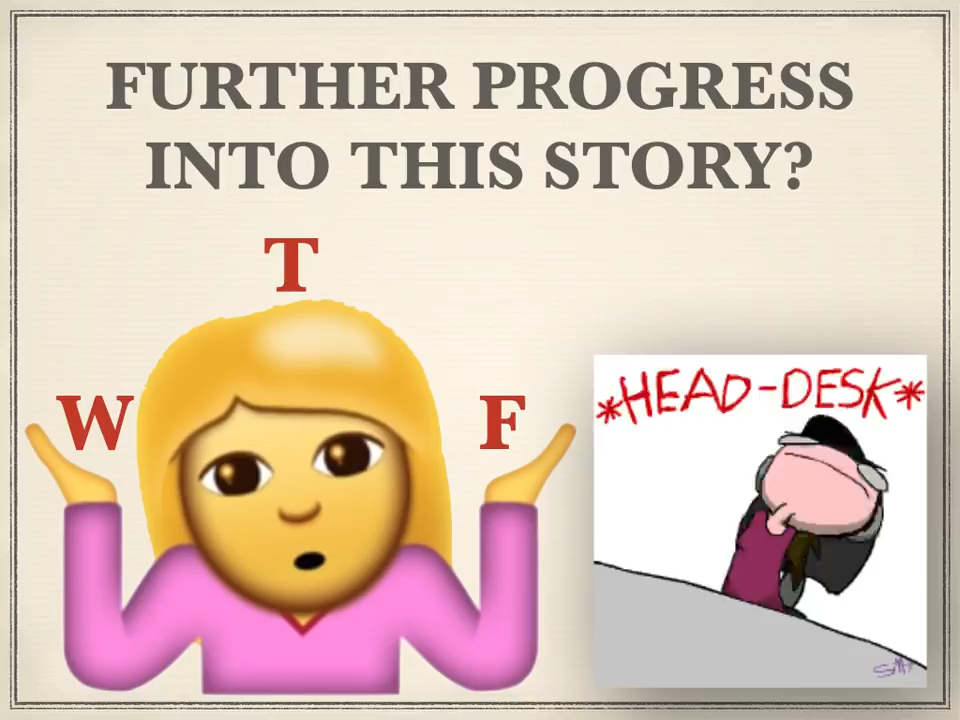 FURTHER PROGRESS
INTO THIS STORY?
T
W F
*HEAD-DESK*